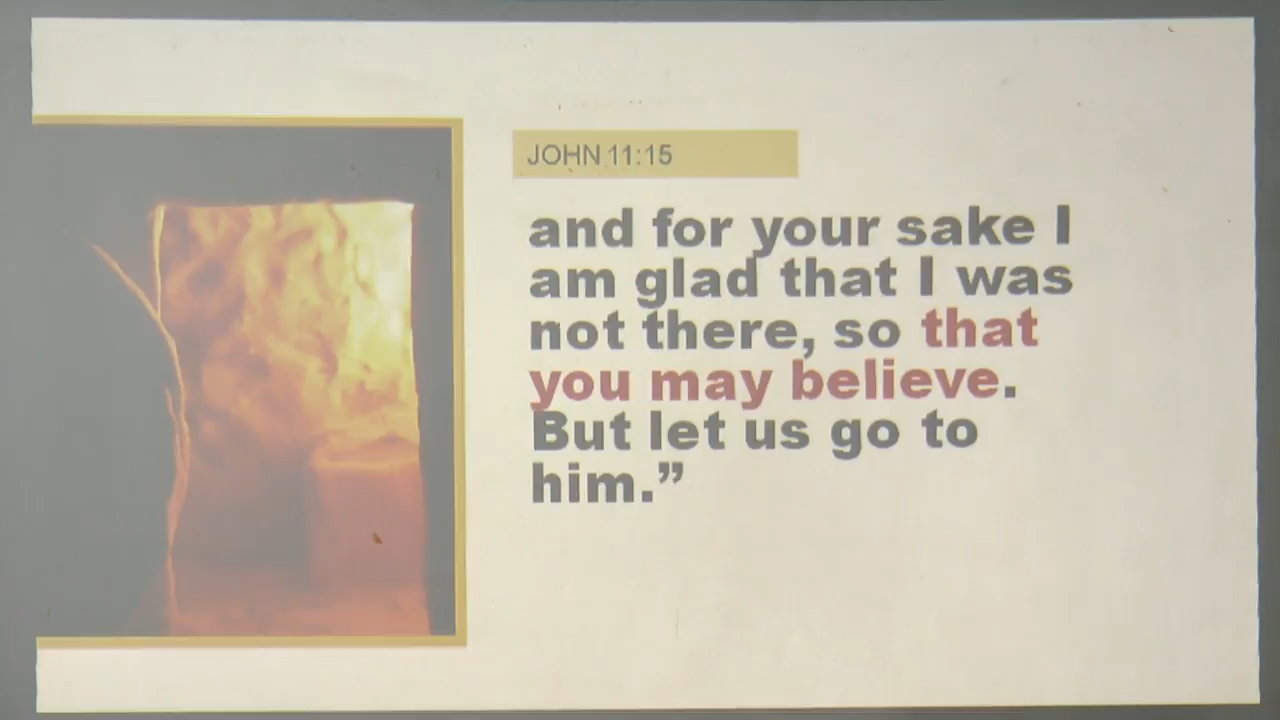 JOHN 11:15
and for your sake I
am glad that I was
not there, so that
you may believe.
But let us go to
him.”